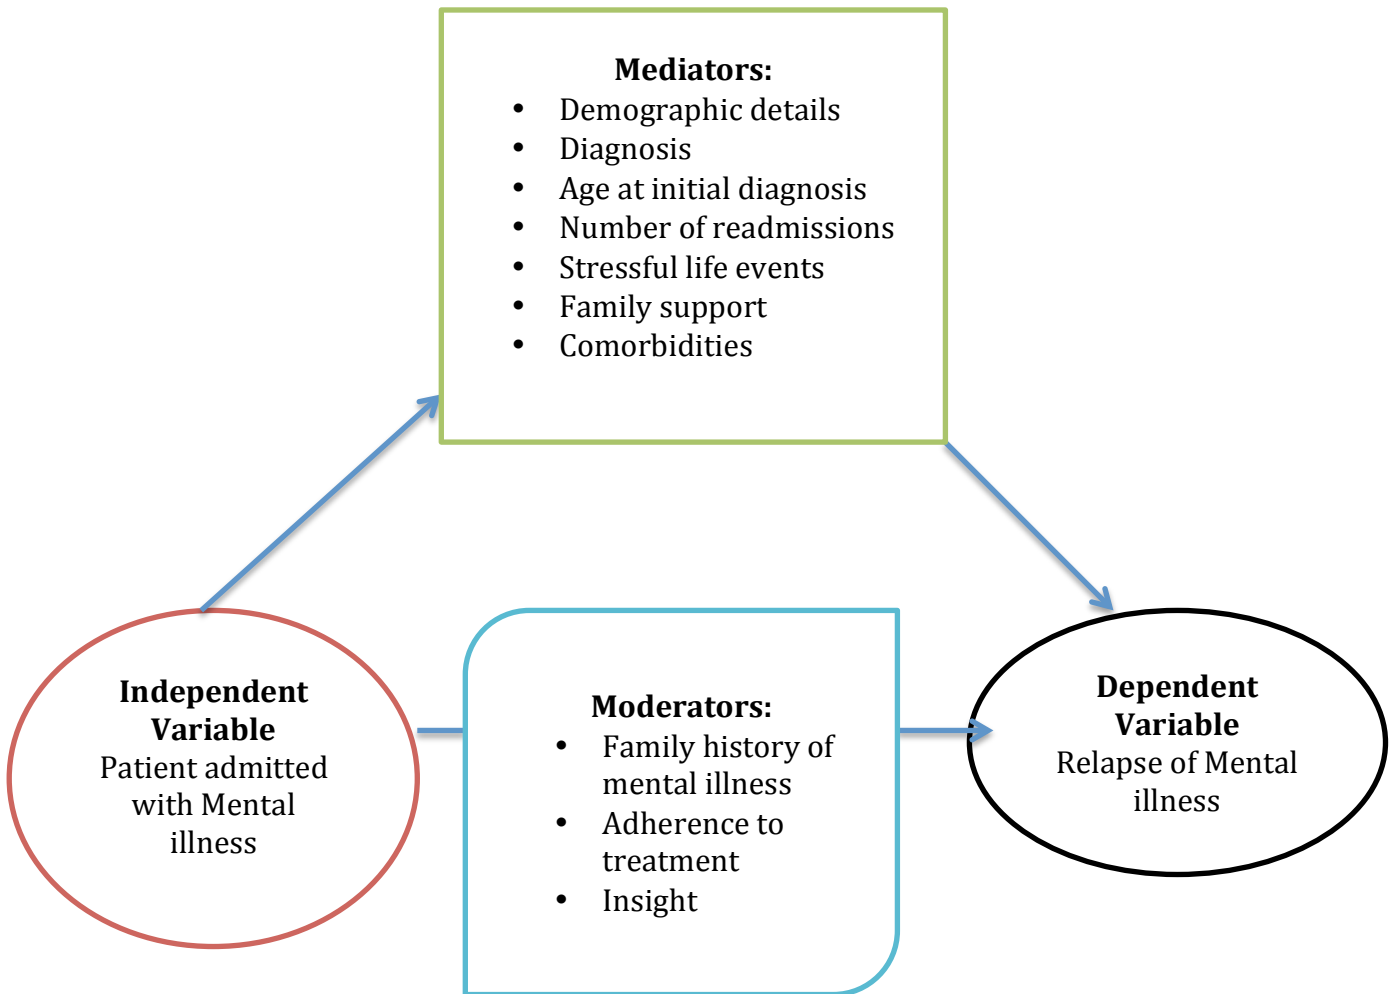 Mediators:
• Demographic details
• Diagnosis
• Age at initial diagnosis
• Number of readmissions
• Stressful life events
• Family support
• Comorbidities
Independent
Variable
Patient admitted
with Mental
illness
Moderators:
• Family history of
mental illness
• Adherence to
treatment
• Insight
Dependent
Variable
Relapse of Mental
illness